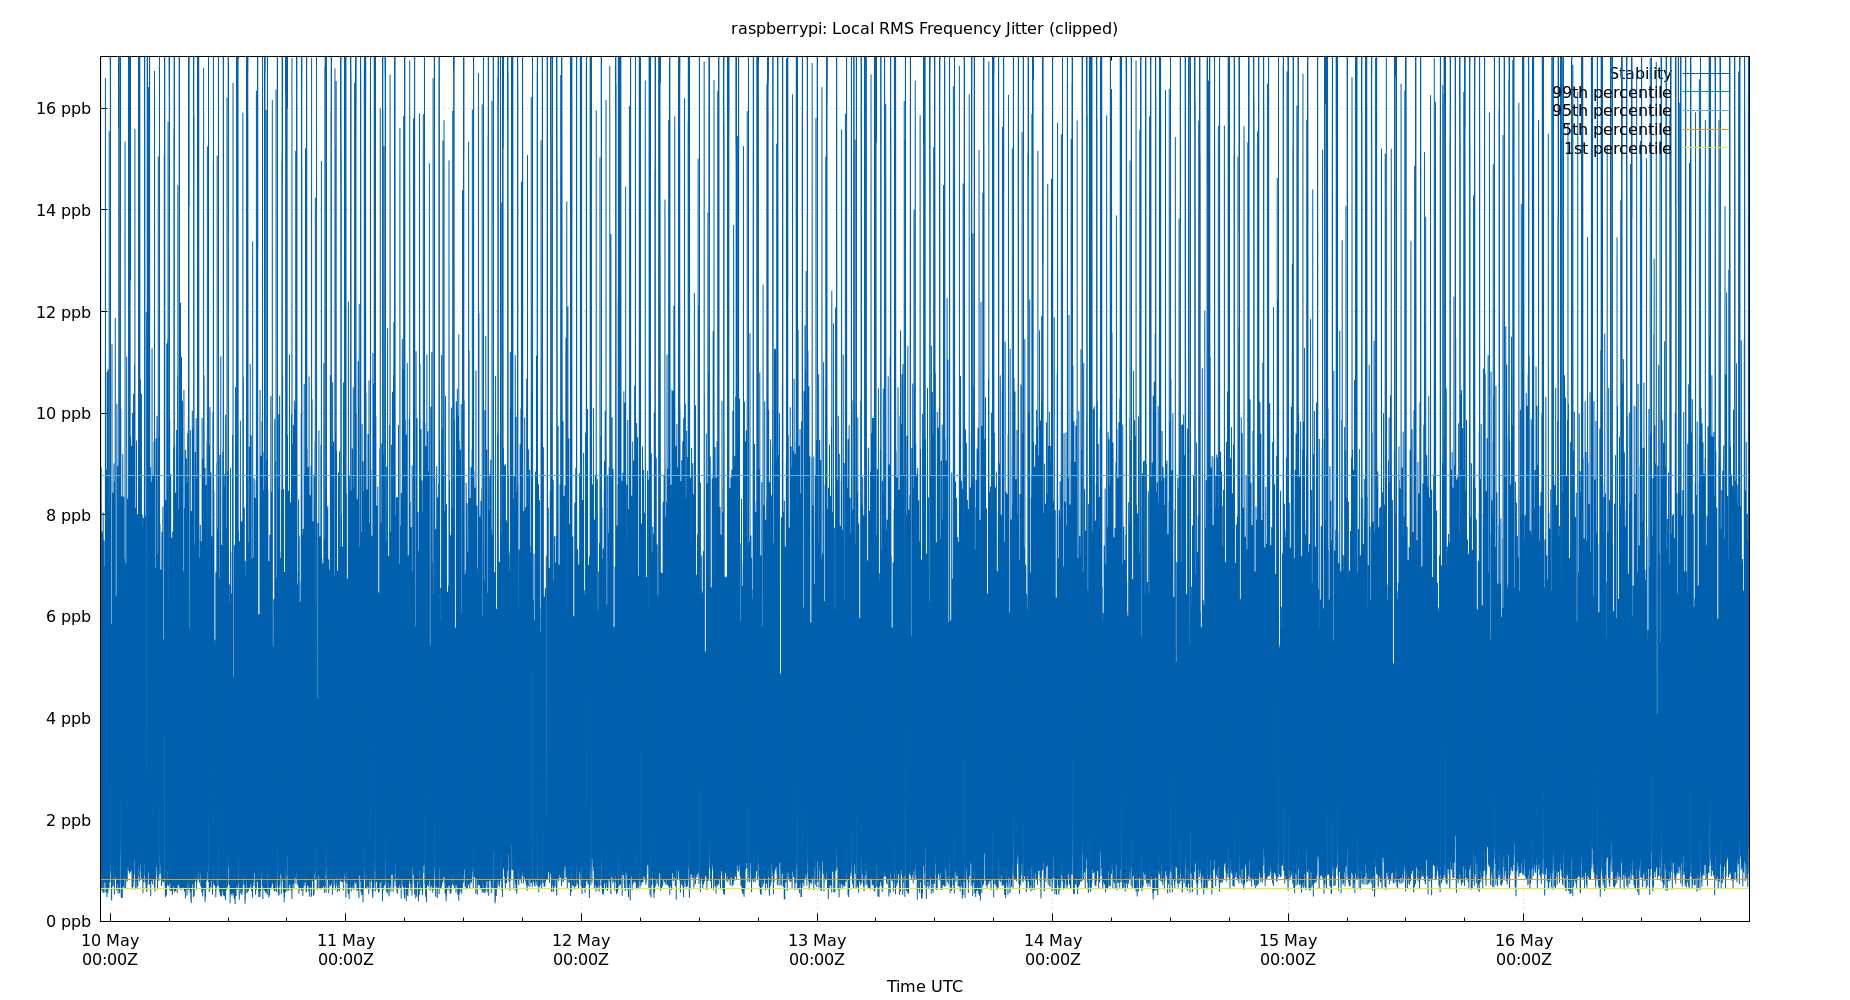 raspberrypi: Local RMS Frequency Jitter (clipped)
Stability
99th percentile
95th percentile
5th percentile
1st percentile
16 ppb
14 ppb
12 ppb
10 ppb
8 ppb
6 ppb
4 ppb
2 ppb
0 ppb
10 May 11 May 12 May 13 May 14 May 15 May 16 May
00:00Z 00:00Z 00:00Z 00:00Z 00:00Z 00:00Z 00:00Z
Time UTC